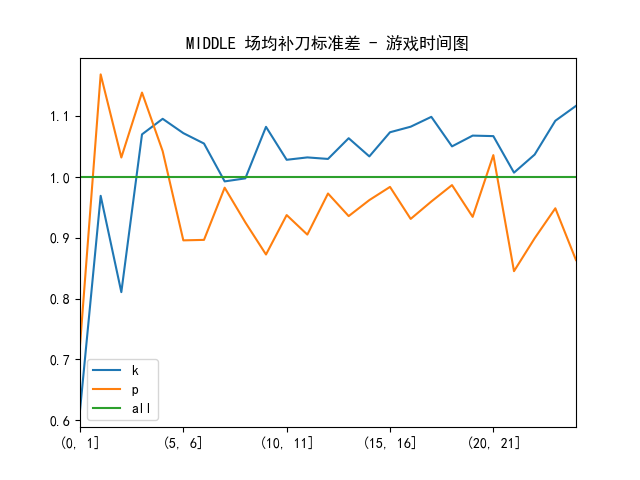 MIDDLE 场均补刀标准差 - 游戏时间图
1.1
1.0
0.9
0.8
0.7
0.6
k
p
all
(0, 1]
(5, 6]
(10, 11]
(15, 16]
(20, 21]